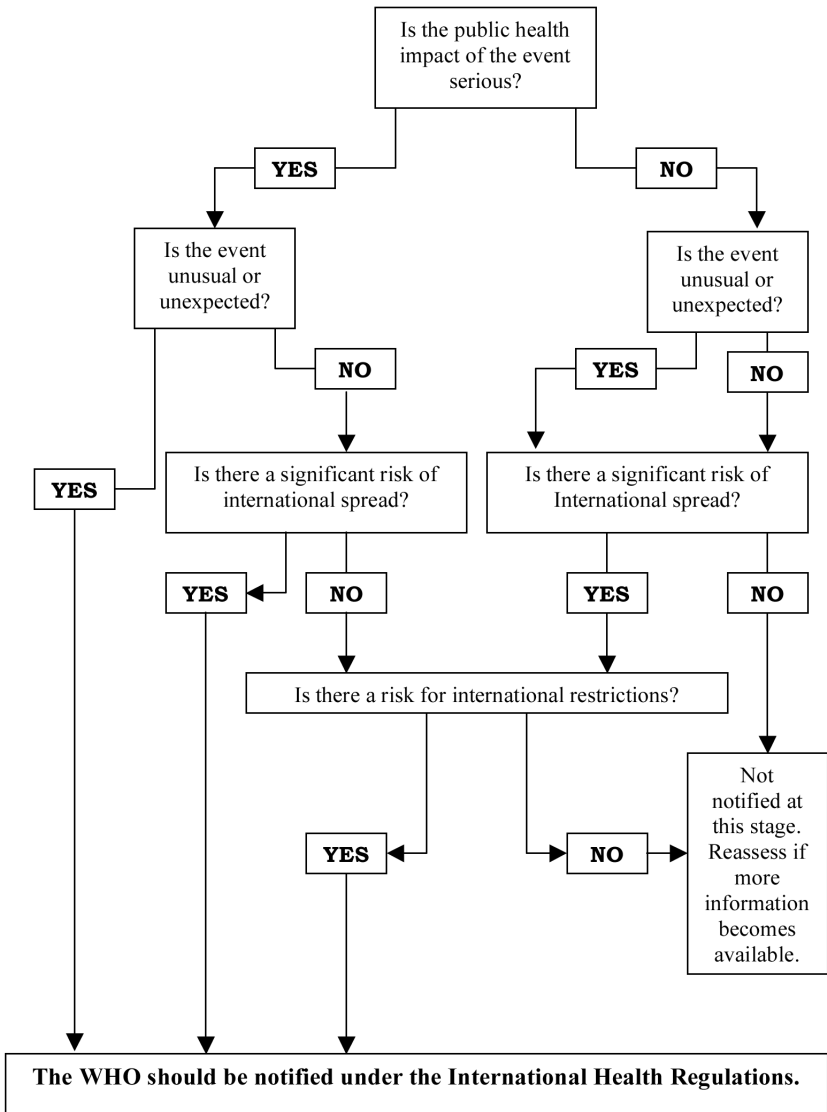 Is the public health
impact of the event
serious?
YES
NO
Is the event
unusual or
unexpected?
Is the event
unusual or
unexpected?
NO
YES
NO
YES
Is there a significant risk of
international spread?
Is there a significant risk of
International spread?
YES
NO
YES
NO
Is there a risk for international restrictions?
Not
notified at
this stage.
Reassess if
more
information
becomes
available.
YES
NO
The WHO should be notified under the International Health Regulations.